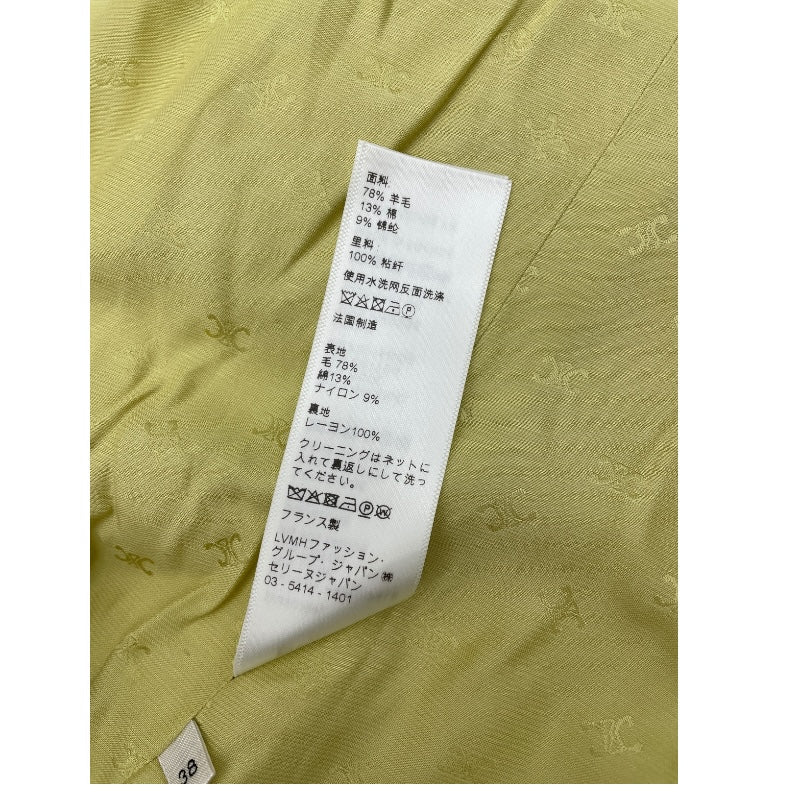 面料:
78% 羊毛
13% 棉
9% 锦纶
里料:
100% 粘纤
使用水洗网反面洗涤
P
法国制造
表地
毛 78%
綿13%
ナイロン 9%
裏地
レーヨン100%
クリーニングはネットに
入れて裏返しにして洗っ
てください。
P W
フランス製
LVMHファッション・
グループ・ジャパン㈱
セリーヌジャパン
03 - 5414 - 1401
38